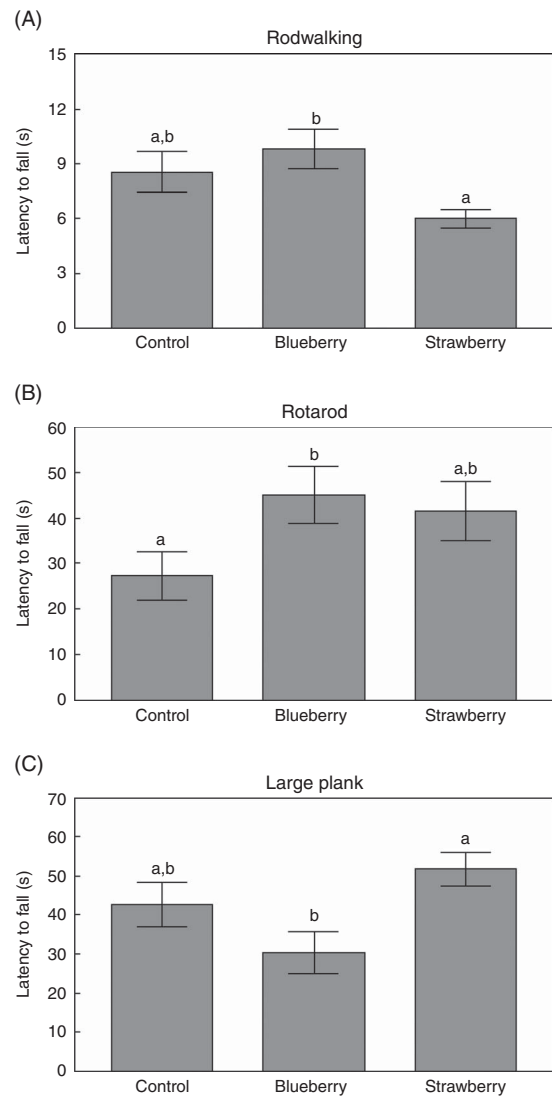 (A)
Rodwalking
Latency to fall (s)
15
12
9
6
3
0
a,b
b
a
Control Blueberry Strawberry
(B)
Rotarod
Latency to fall (s)
60
50
40
30
20
10
0
a
b
a,b
Control Blueberry Strawberry
(C)
Large plank
Latency to fall (s)
70
60
50
40
30
20
10
0
a,b
b
a
Control Blueberry Strawberry